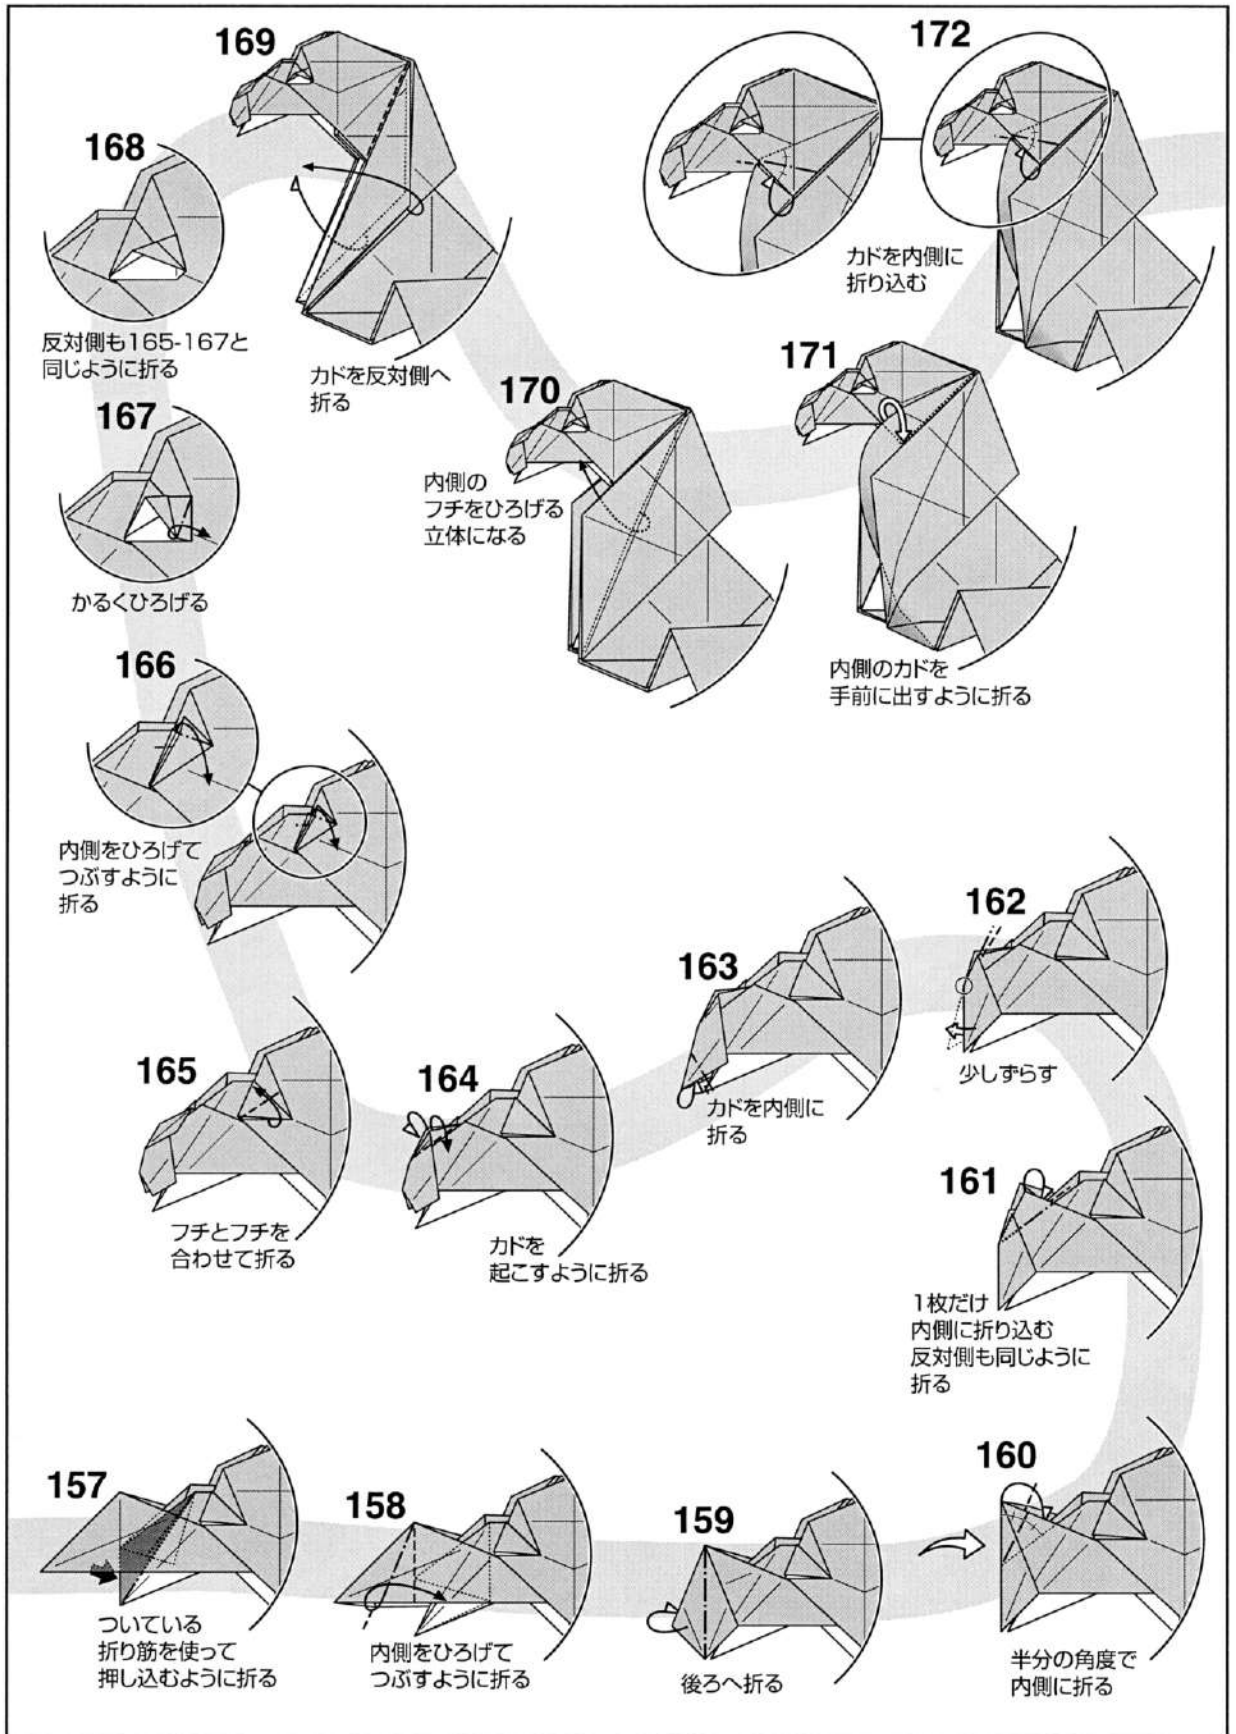 157
ついている
折り筋を使って
押し込むように折る
158
内側をひろげて
つぶすように折る
159
後ろへ折る
160
半分の角度で
内側に折る
161
1枚だけ
内側に折り込む
反対側も同じように
折る
162
少しずらす
163
カドを内側に
折る
164
カドを
起こすように折る
165
フチとフチを
合わせて折る
166
内側をひろげて
つぶすように
折る
167
かるくひろげる
168
反対側も165-167と
同じように折る
169
カドを反対側へ
折る
170
内側の
フチをひろげる
立体になる
171
内側のカドを
手前に出すように折る
172
カドを内側に
折り込む